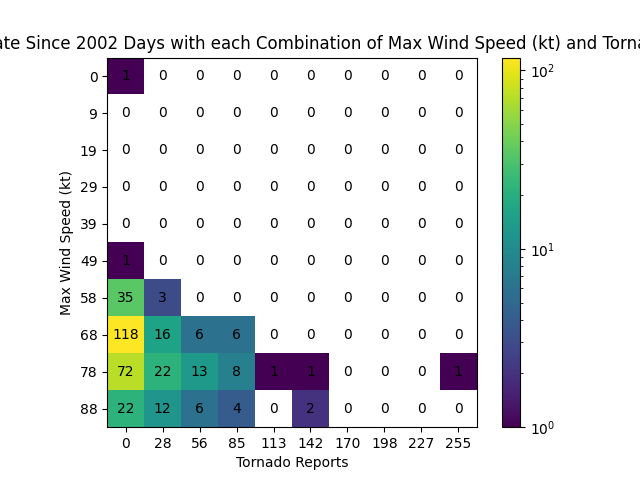 ate Since 2002 Days with each Combination of Max Wind Speed (kt) and Torna
0 1 0 0 0 0 0 0 0 0 0
9 0 0 0 0 0 0 0 0 0 0
19 0 0 0 0 0 0 0 0 0 0
29 0 0 0 0 0 0 0 0 0 0
39 0 0 0 0 0 0 0 0 0 0
49 1 0 0 0 0 0 0 0 0 0
58 35 3 0 0 0 0 0 0 0 0
68 118 16 6 6 0 0 0 0 0 0
78 72 22 13 8 1 1 0 0 0 1
88 22 12 6 4 0 2 0 0 0 0
0 28 56 85 113 142 170 198 227 255
Tornado Reports
Max Wind Speed (kt)
10²
10¹
10⁰